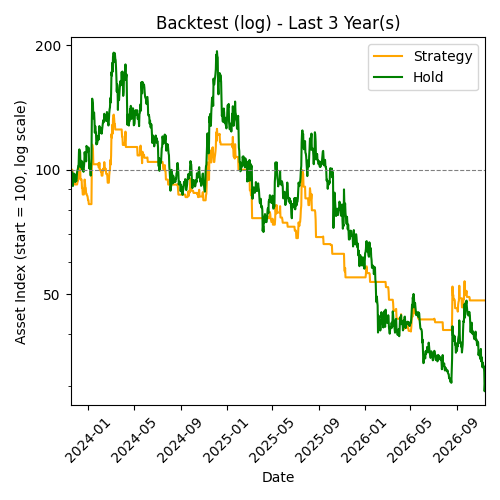 Backtest (log) - Last 3 Year(s)
Asset Index (start = 100, log scale)
200
100
50
Strategy
Hold
2024-01
2024-05
2024-09
2025-01
2025-05
2025-09
2026-01
2026-05
2026-09
Date